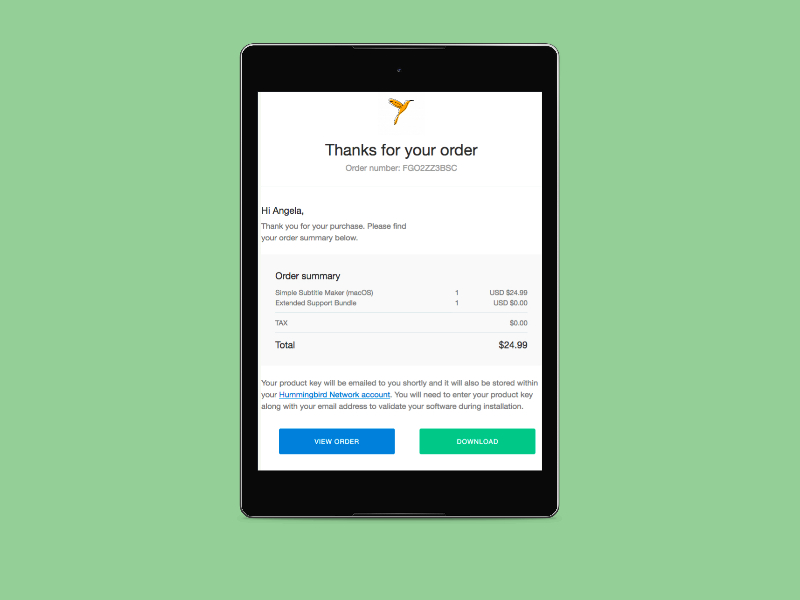 Thanks for your order
Order number: FGO2ZZ3BSC
Hi Angela,
Thank you for your purchase. Please find
your order summary below.
Order summary
Simple Subtitle Maker (macOS) 1 USD $24.99
Extended Support Bundle 1 USD $0.00
TAX $0.00
Total $24.99
Your product key will be emailed to you shortly and it will also be stored within
your Hummingbird Network account. You will need to enter your product key
along with your email address to validate your software during installation.
VIEW ORDER DOWNLOAD